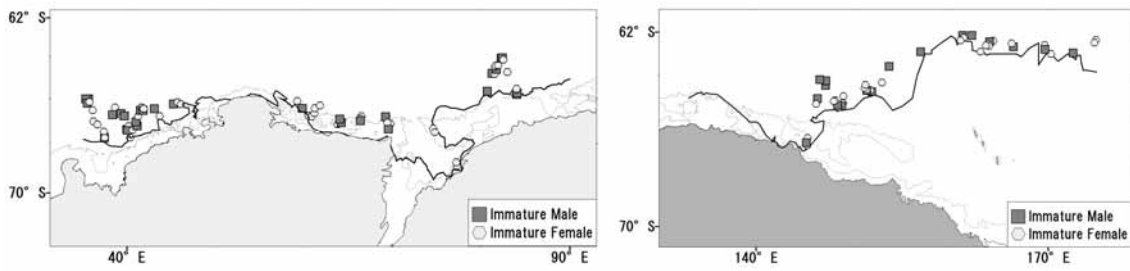 62° S
70° S
40° E
90° E
Immature Male
Immature Female
62° S
70° S
140° E
170° E
Immature Male
Immature Female